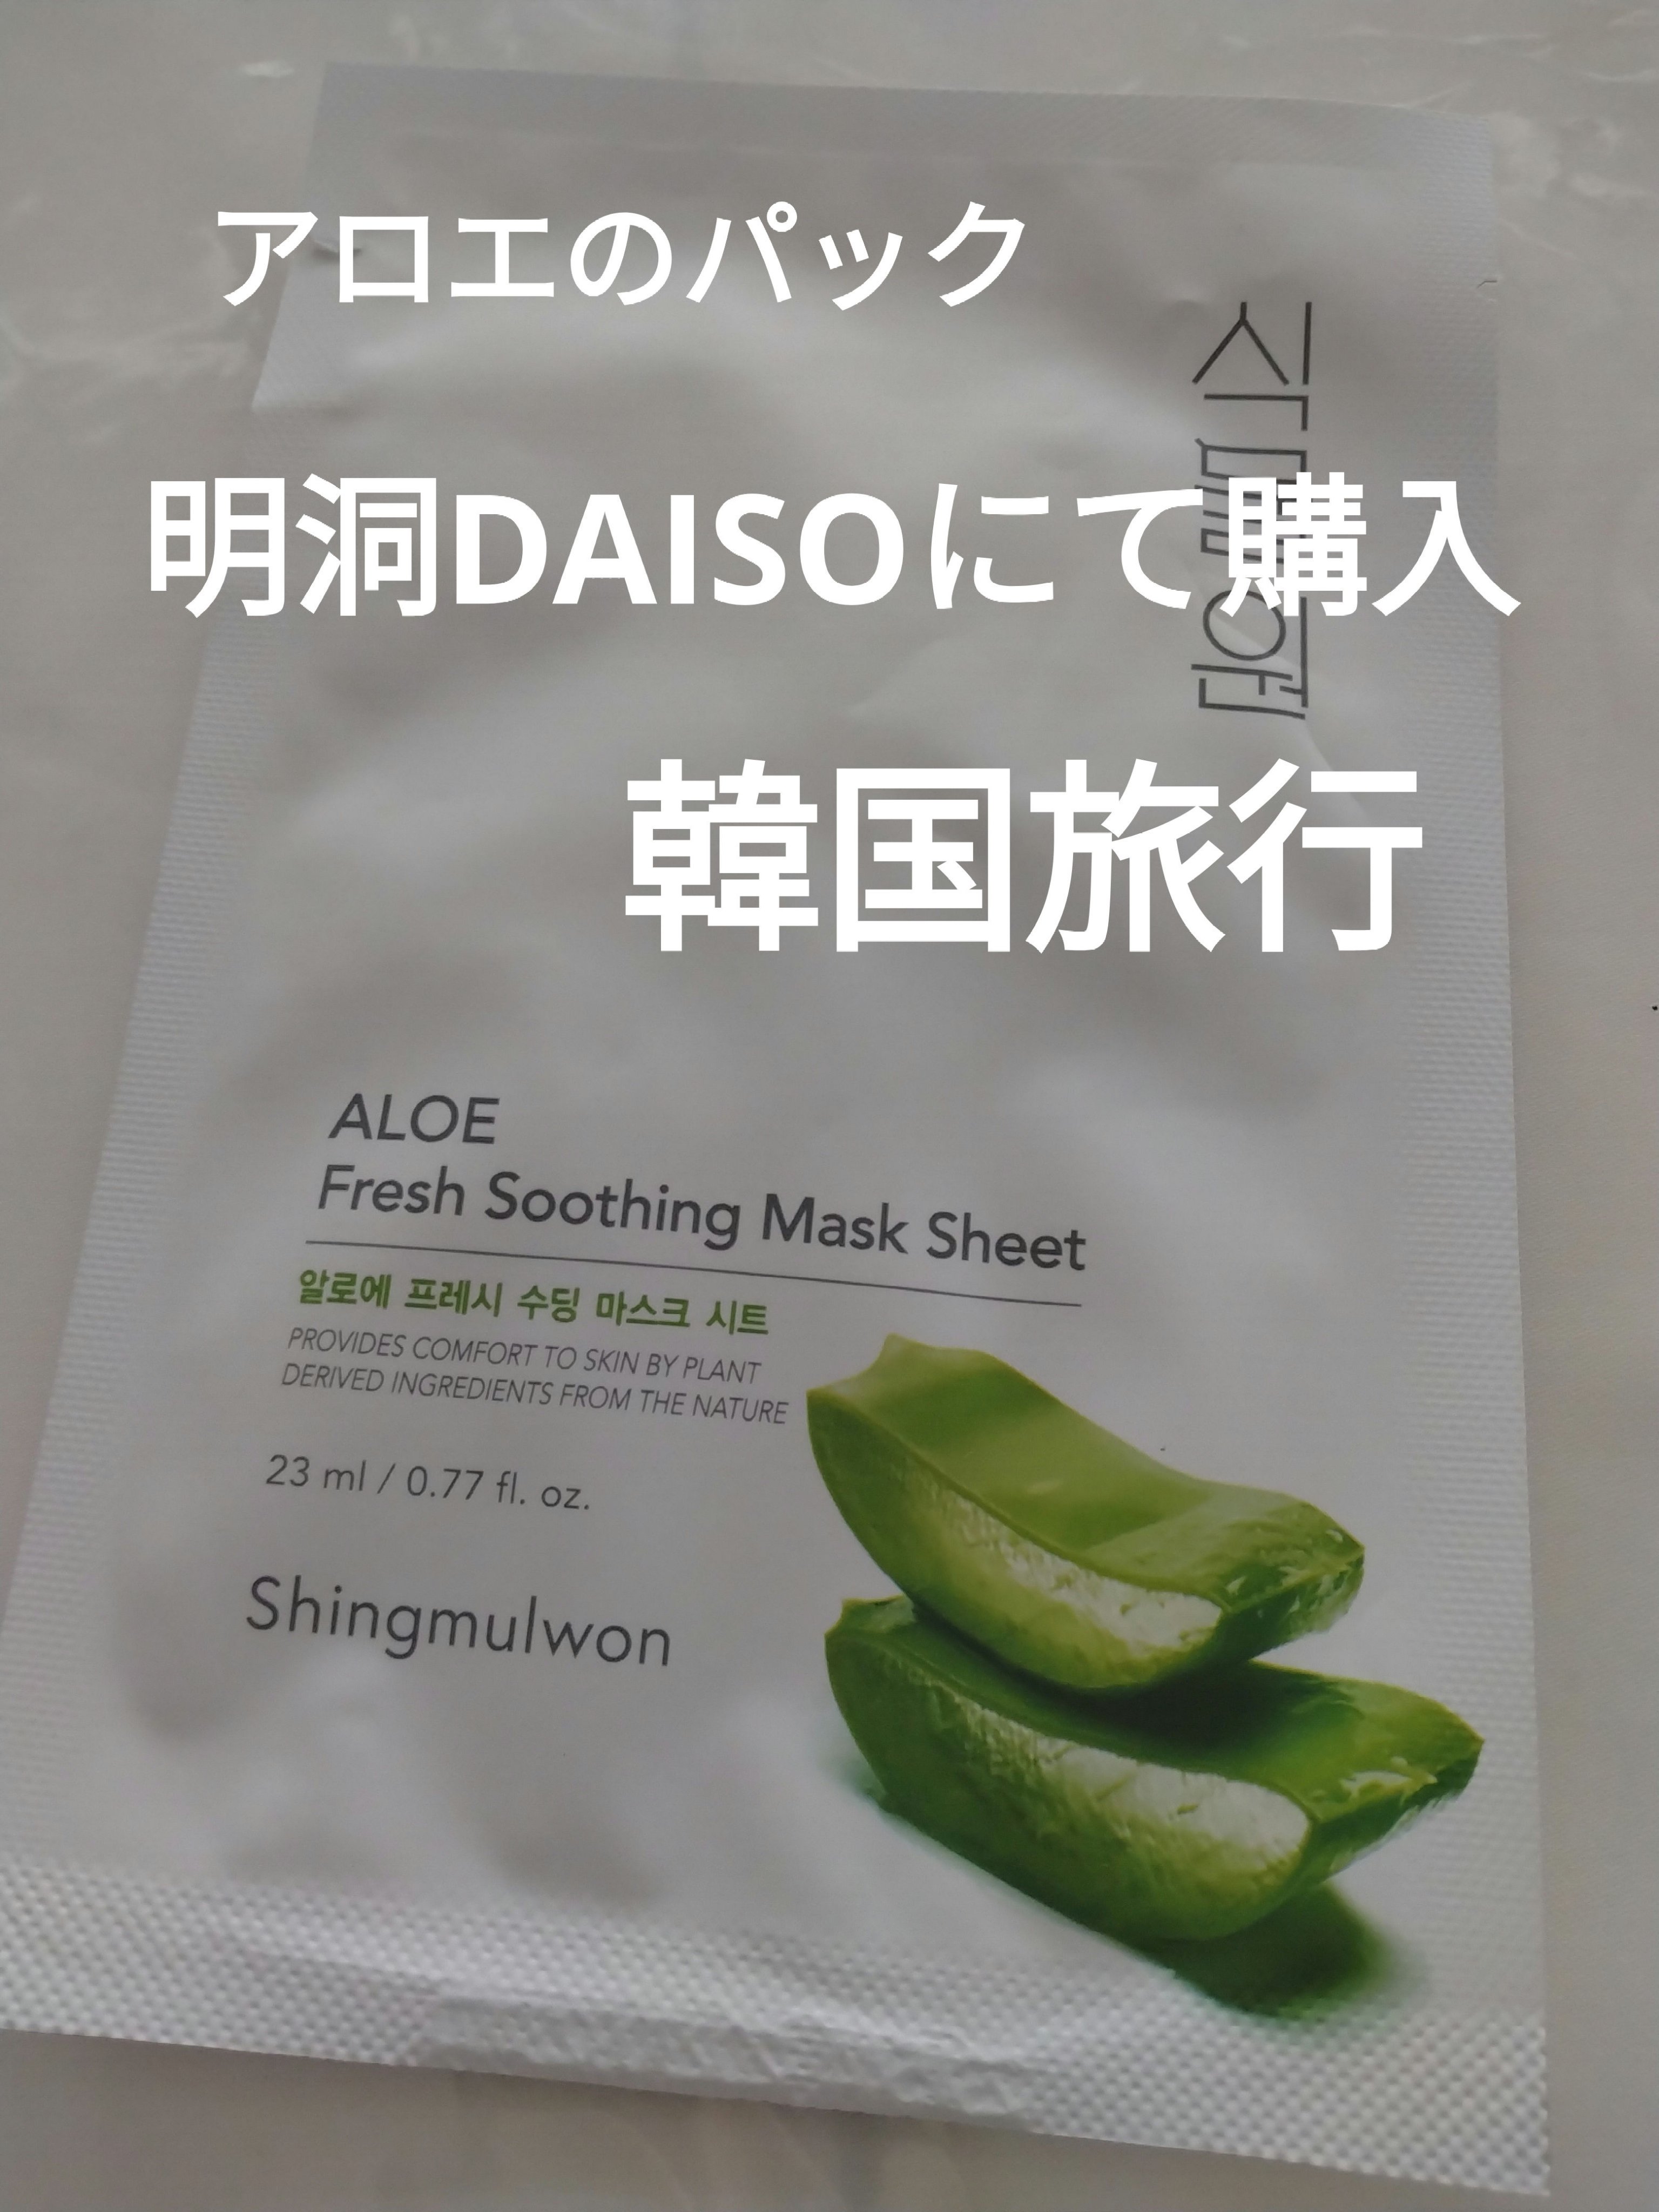 アロエのパック
明洞DAISOにて購入
韓国旅行
식물원
ALOE
Fresh Soothing Mask Sheet
알로에 프레시 수딩 마스크 시트
PROVIDES COMFORT TO SKIN BY PLANT
DERIVED INGREDIENTS FROM THE NATURE
23 ml / 0.77 fl. oz.
Shingmulwon